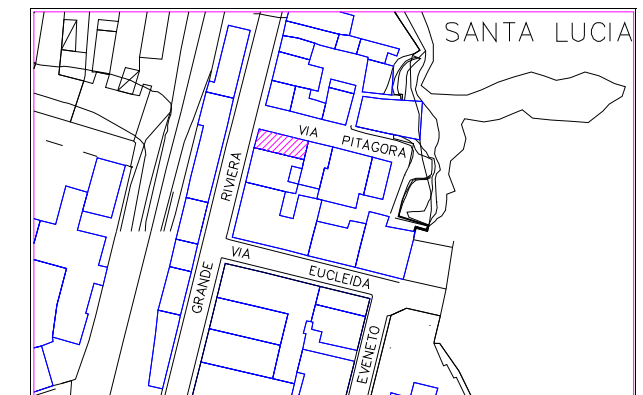 SANTA LUCIA
VIA PITAGORA
RIVIERA GRANDE
VIA EUCLEIDA
EVENETO